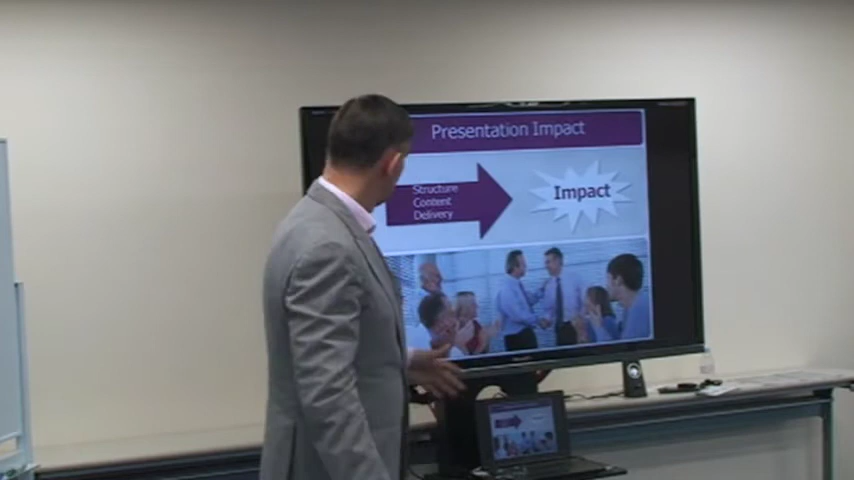 Presentation Impact
Structure
Content
Delivery
Impact